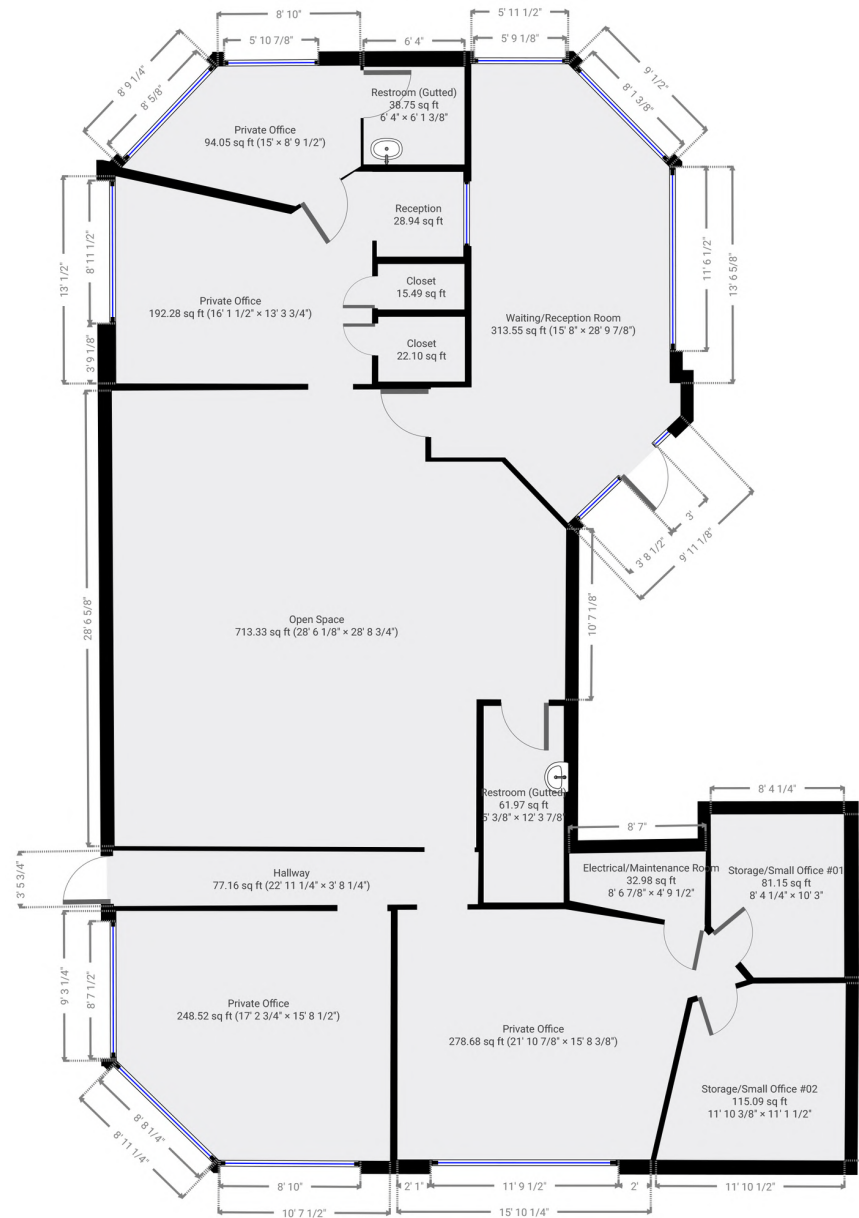 8' 10"
5' 10 7/8"
6' 4"
5' 11 1/2"
5' 9 1/8"
8' 9 1/4"
8' 5/8"
9' 1/2"
8' 1 3/8"
Restroom (Gutted)
38.75 sq ft
6' 4" × 6' 1 3/8"
Private Office
94.05 sq ft (15' × 8' 9 1/2")
Reception
28.94 sq ft
13' 1/2"
8' 11 1/2"
3' 9 1/8"
11' 6 1/2"
13' 6 5/8"
Closet
15.49 sq ft
Private Office
192.28 sq ft (16' 1 1/2" × 13' 3 3/4")
Waiting/Reception Room
313.55 sq ft (15' 8" × 28' 9 7/8")
Closet
22.10 sq ft
3'
3' 8 1/2"
9' 11 1/8"
28' 6 5/8"
10' 7 1/8"
Open Space
713.33 sq ft (28' 6 1/8" × 28' 8 3/4")
Restroom (Gutted
61.97 sq ft
5' 3/8" × 12' 3 7/8"
8' 4 1/4"
8' 7"
Electrical/Maintenance Room
32.98 sq ft
8' 6 7/8" × 4' 9 1/2"
Storage/Small Office #01
81.15 sq ft
8' 4 1/4" × 10' 3"
3' 5 3/4"
Hallway
77.16 sq ft (22' 11 1/4" × 3' 8 1/4")
9' 3 1/4"
8' 7 1/2"
Private Office
248.52 sq ft (17' 2 3/4" × 15' 8 1/2")
Private Office
278.68 sq ft (21' 10 7/8" × 15' 8 3/8")
Storage/Small Office #02
115.09 sq ft
11' 10 3/8" × 11' 1 1/2"
8' 8 1/4"
8' 11 1/4"
8' 10"
10' 7 1/2"
2' 1"
11' 9 1/2"
2'
15' 10 1/4"
11' 10 1/2"